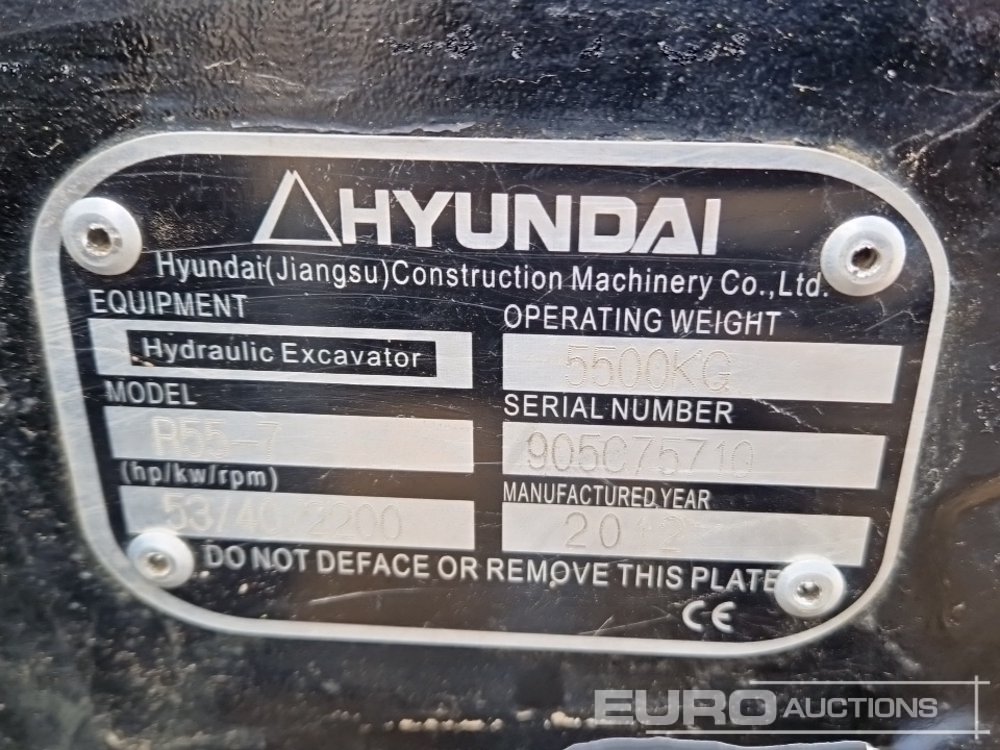 HYUNDAI
Hyundai(Jiangsu)Construction Machinery Co.,Ltd.
EQUIPMENT
Hydraulic Excavator
OPERATING WEIGHT
5500KG
MODEL
R55-7
SERIAL NUMBER
905C75710
(hp/kw/rpm)
53/40/2200
MANUFACTURED YEAR
2012
DO NOT DEFACE OR REMOVE THIS PLATE
CE
EURO AUCTIONS